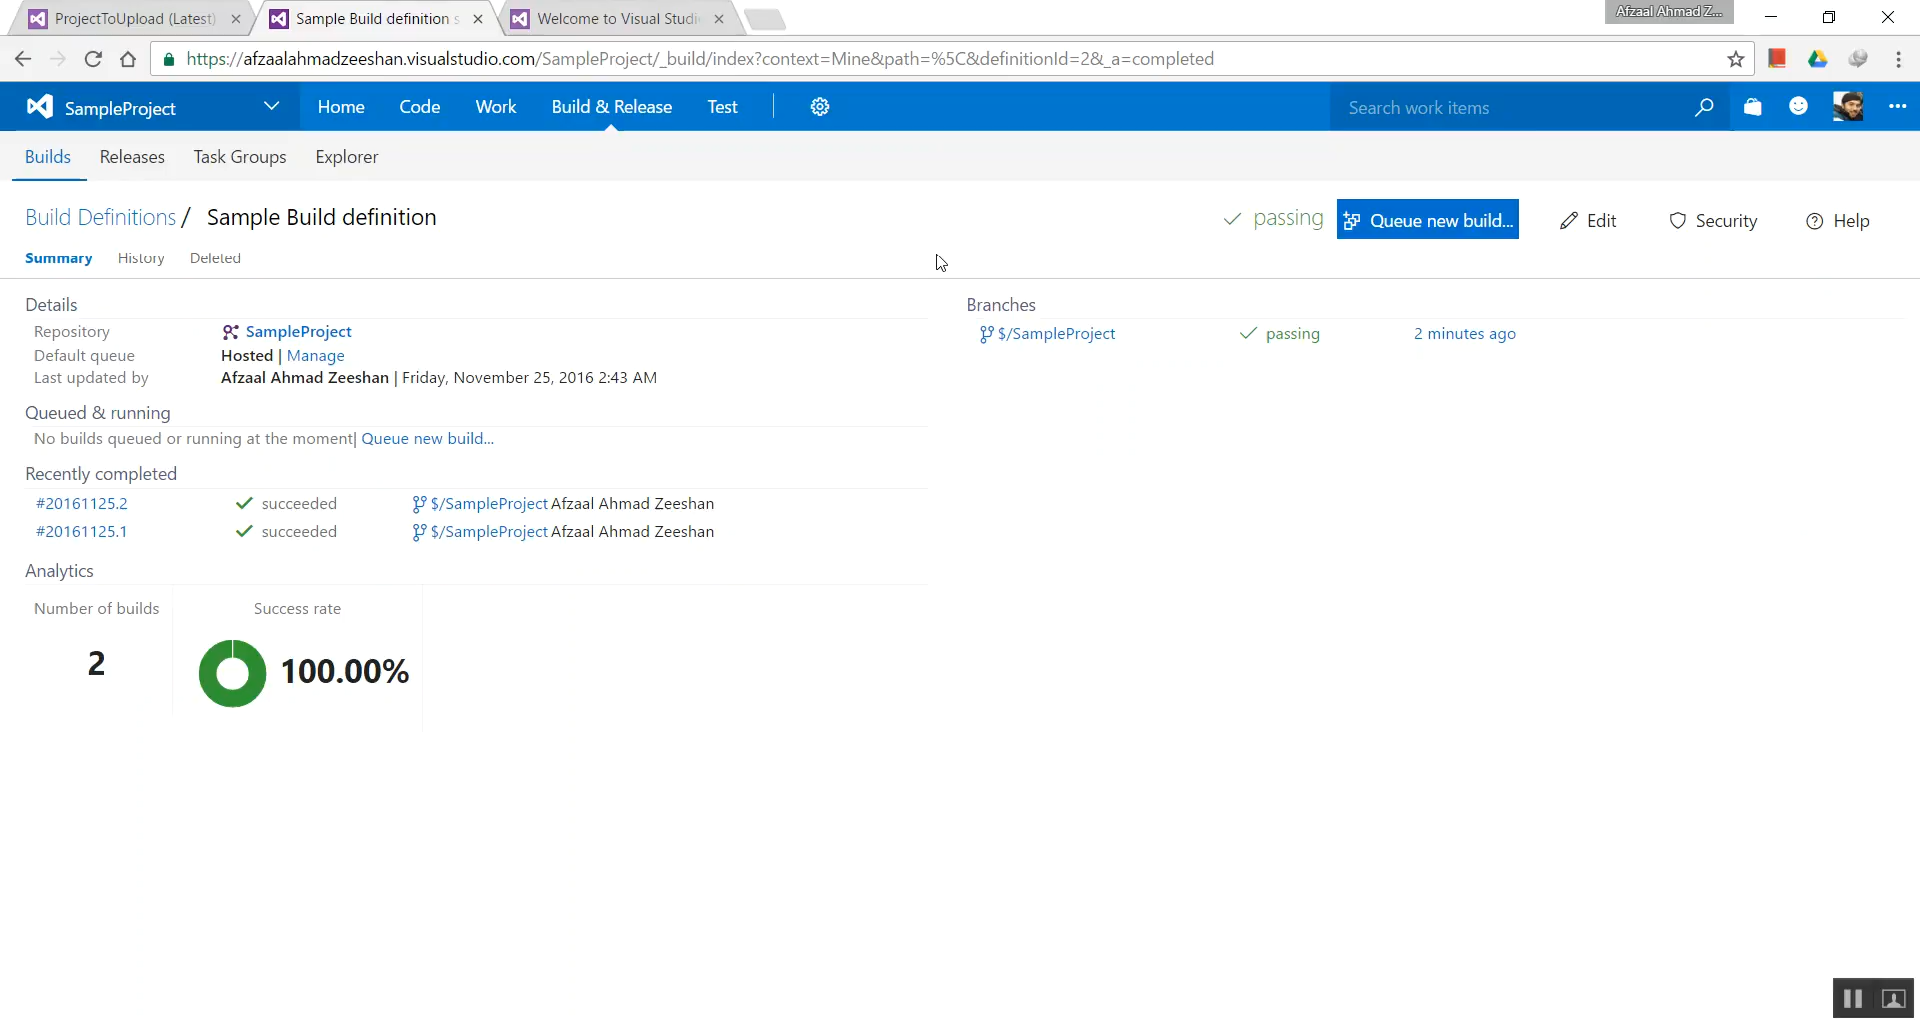 ProjectToUpload (Latest)
Sample Build definition s
Welcome to Visual Studi
Afzaal Ahmad Z...
https://afzaalahmadzeeshan.visualstudio.com/SampleProject/_build/index?context=Mine&path=%5C&definitionId=2&_a=completed
SampleProject Home Code Work Build & Release Test Search work items
Builds Releases Task Groups Explorer
Build Definitions / Sample Build definition
passing Queue new build... Edit Security Help
Summary History Deleted
Details
Repository SampleProject
Default queue Hosted | Manage
Last updated by Afzaal Ahmad Zeeshan | Friday, November 25, 2016 2:43 AM
Queued & running
No builds queued or running at the moment| Queue new build...
Recently completed
#20161125.2 succeeded $/SampleProject Afzaal Ahmad Zeeshan
#20161125.1 succeeded $/SampleProject Afzaal Ahmad Zeeshan
Analytics
Number of builds
2
Success rate
100.00%
Branches
$/SampleProject passing 2 minutes ago